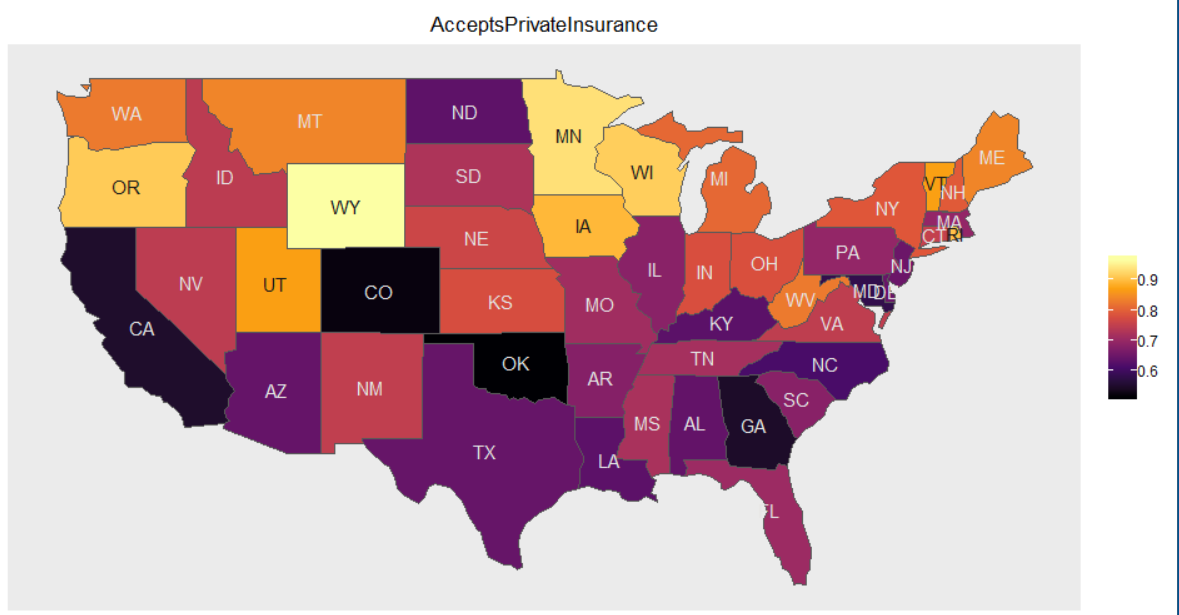 AcceptsPrivateInsurance
WA
MT
ND
MN
OR
ID
WY
SD
WI
MI
ME
VT
NH
NY
IA
NE
MA
CT
RI
NV
UT
CO
KS
IL
IN
OH
PA
NJ
MD
DE
WV
VA
CA
MO
KY
AZ
NM
OK
AR
TN
NC
SC
TX
LA
MS
AL
GA
FL
0.9
0.8
0.7
0.6